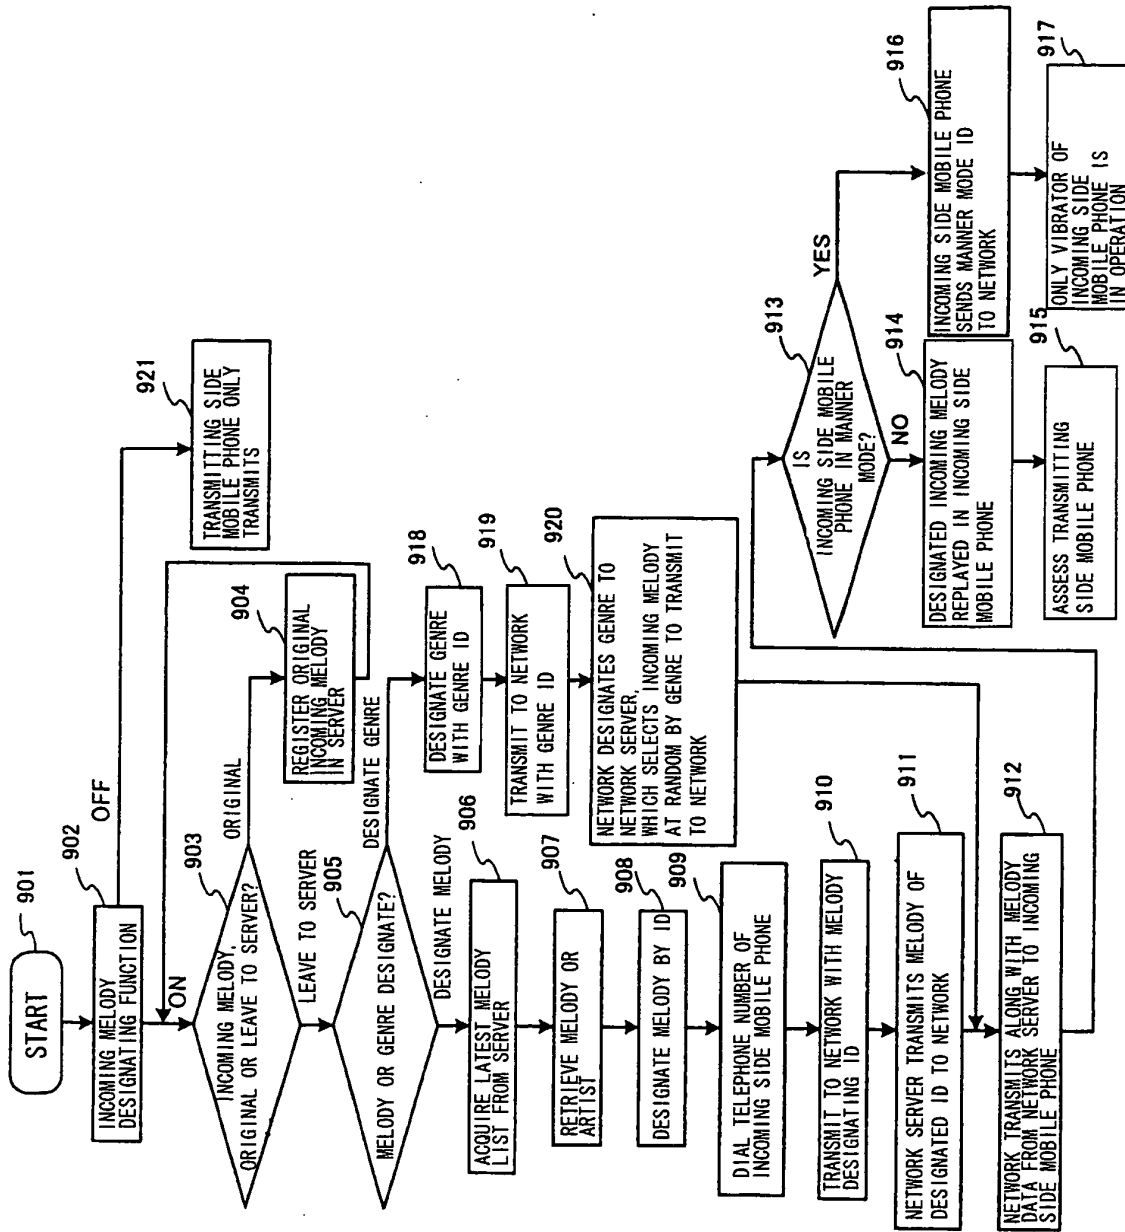 START
901
INCOMING MELODY
DESIGNATING FUNCTION
902
OFF
TRANSMITTING SIDE
MOBILE PHONE ONLY
TRANSMITS
921
ON
INCOMING MELODY,
ORIGINAL OR LEAVE TO SERVER?
903
ORIGINAL
REGISTER ORIGINAL
INCOMING MELODY
IN SERVER
904
LEAVE TO SERVER
MELODY OR GENRE DESIGNATE?
905
DESIGNATE GENRE
DESIGNATE GENRE
WITH GENRE ID
918
TRANSMIT TO NETWORK
WITH GENRE ID
919
NETWORK DESIGNATES GENRE TO
NETWORK SERVER,
WHICH SELECTS INCOMING MELODY
AT RANDOM BY GENRE TO TRANSMIT
TO NETWORK
920
DESIGNATE MELODY
ACQUIRE LATEST MELODY
LIST FROM SERVER
906
RETRIEVE MELODY OR
ARTIST
907
DESIGNATE MELODY BY ID
908
DIAL TELEPHONE NUMBER OF
INCOMING SIDE MOBILE PHONE
909
TRANSMIT TO NETWORK WITH MELODY
DESIGNATING ID
910
NETWORK SERVER TRANSMITS MELODY OF
DESIGNATED ID TO NETWORK
911
NETWORK TRANSMITS ALONG WITH MELODY
DATA FROM NETWORK SERVER TO INCOMING
SIDE MOBILE PHONE
912
IS
INCOMING SIDE MOBILE
PHONE IN MANNER
MODE?
913
NO
DESIGNATED INCOMING MELODY
REPLAYED IN INCOMING SIDE
MOBILE PHONE
914
ASSESS TRANSMITTING
SIDE MOBILE PHONE
915
YES
INCOMING SIDE MOBILE PHONE
SENDS MANNER MODE ID
TO NETWORK
916
ONLY VIBRATOR OF
INCOMING SIDE
MOBILE PHONE IS
IN OPERATION
917